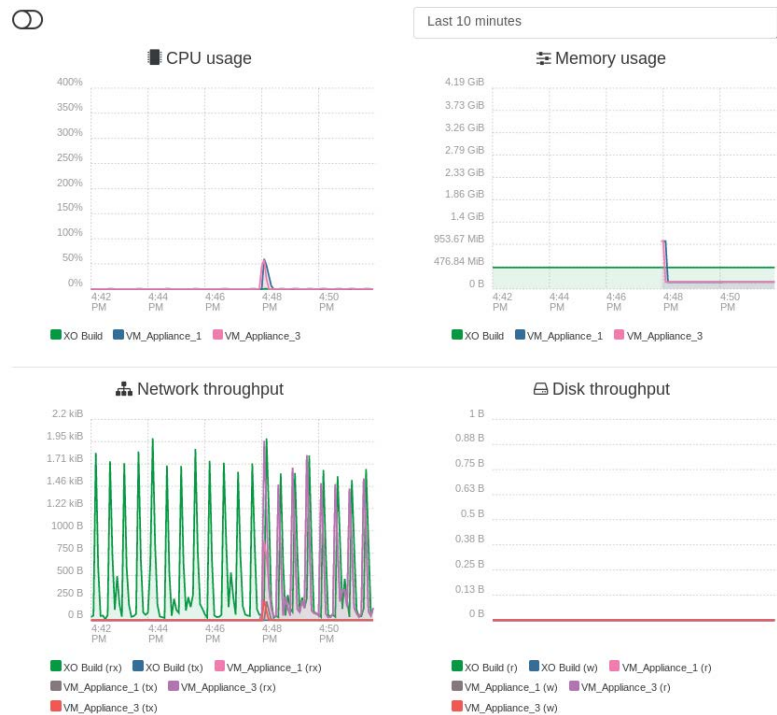 Last 10 minutes
CPU usage
400%
350%
300%
250%
200%
150%
100%
50%
0%
4:42 PM
4:44 PM
4:46 PM
4:48 PM
4:50 PM
XO Build VM_Appliance_1 VM_Appliance_3
Memory usage
4.19 GiB
3.73 GiB
3.26 GiB
2.79 GiB
2.33 GiB
1.86 GiB
1.4 GiB
953.67 MiB
476.84 MiB
0 B
4:42 PM
4:44 PM
4:46 PM
4:48 PM
4:50 PM
XO Build VM_Appliance_1 VM_Appliance_3
Network throughput
2.2 kiB
1.95 kiB
1.71 kiB
1.46 kiB
1.22 kiB
1000 B
750 B
500 B
250 B
0 B
4:42 PM
4:44 PM
4:46 PM
4:48 PM
4:50 PM
XO Build (rx) XO Build (tx) VM_Appliance_1 (rx)
VM_Appliance_1 (tx) VM_Appliance_3 (rx)
VM_Appliance_3 (tx)
Disk throughput
1 B
0.88 B
0.75 B
0.63 B
0.5 B
0.38 B
0.25 B
0.13 B
0 B
4:42 PM
4:44 PM
4:46 PM
4:48 PM
4:50 PM
XO Build (r) XO Build (w) VM_Appliance_1 (r)
VM_Appliance_1 (w) VM_Appliance_3 (r)
VM_Appliance_3 (w)